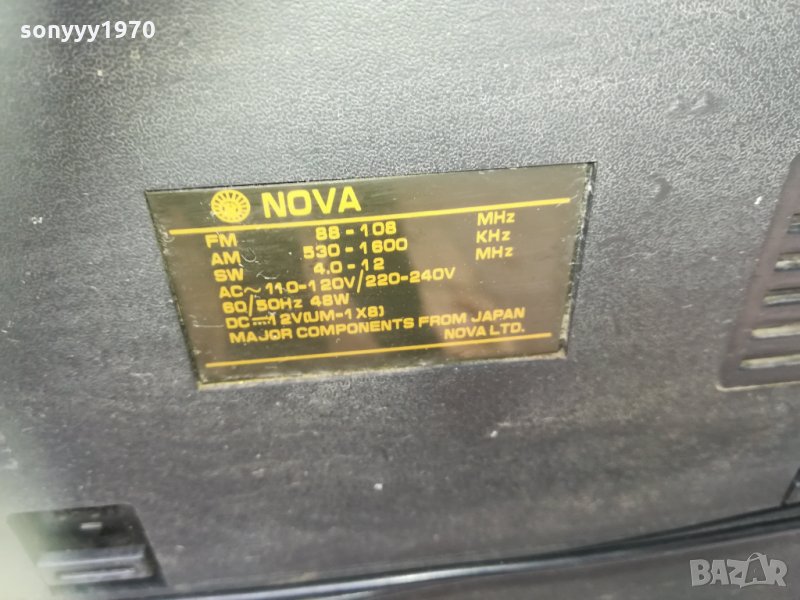 sonyyy1970
NOVA
FM 88-108 MHz
AM 530-1600 KHz
SW 4.0-12 MHz
AC~110-120V/220-240V
60/50Hz 48W
DC⎓12V(UM-1X8)
MAJOR COMPONENTS FROM JAPAN
NOVA LTD.
BAZAR